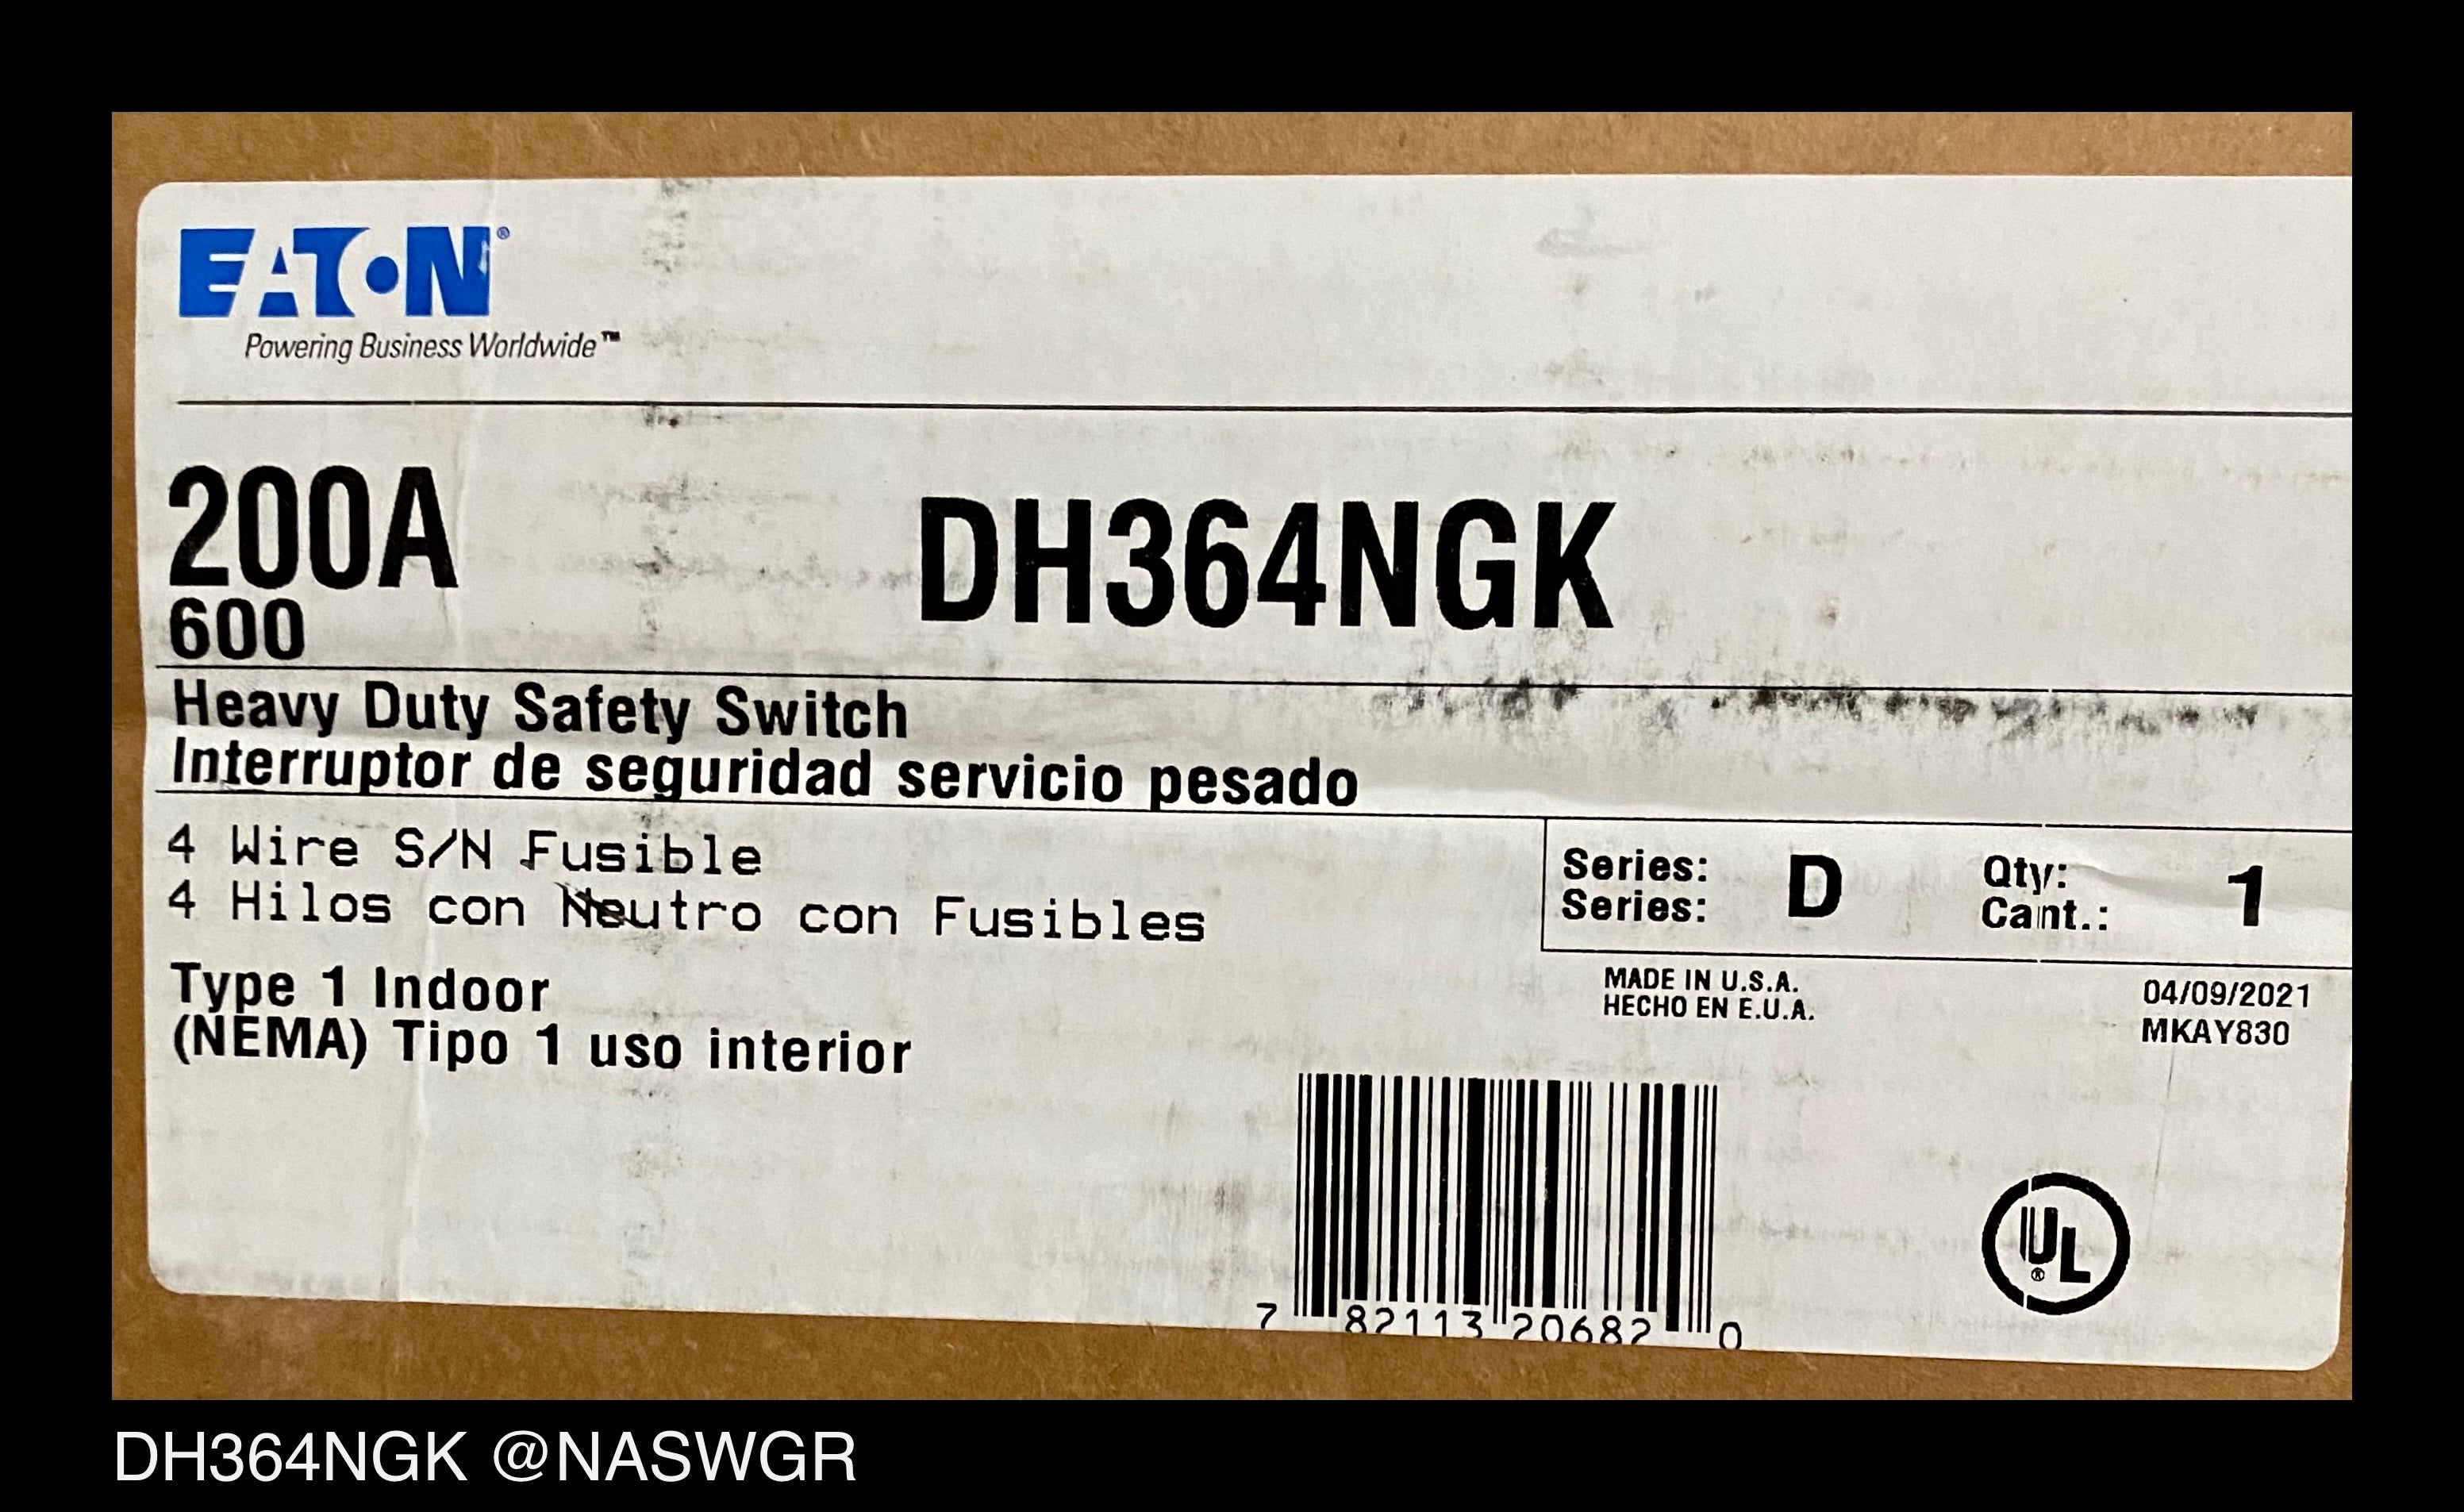 EATON®
Powering Business Worldwide™
200A
600
DH364NGK
Heavy Duty Safety Switch
Interruptor de seguridad servicio pesado
4 Wire S/N Fusible
4 Hilos con Neutro con Fusibles
Type 1 Indoor
(NEMA) Tipo 1 uso interior
Series: D Qty: 1
Series: Cant.:
MADE IN U.S.A.
HECHO EN E.U.A.
04/09/2021
MKAY830
7 82113 20682 0
UL®
DH364NGK @NASWGR